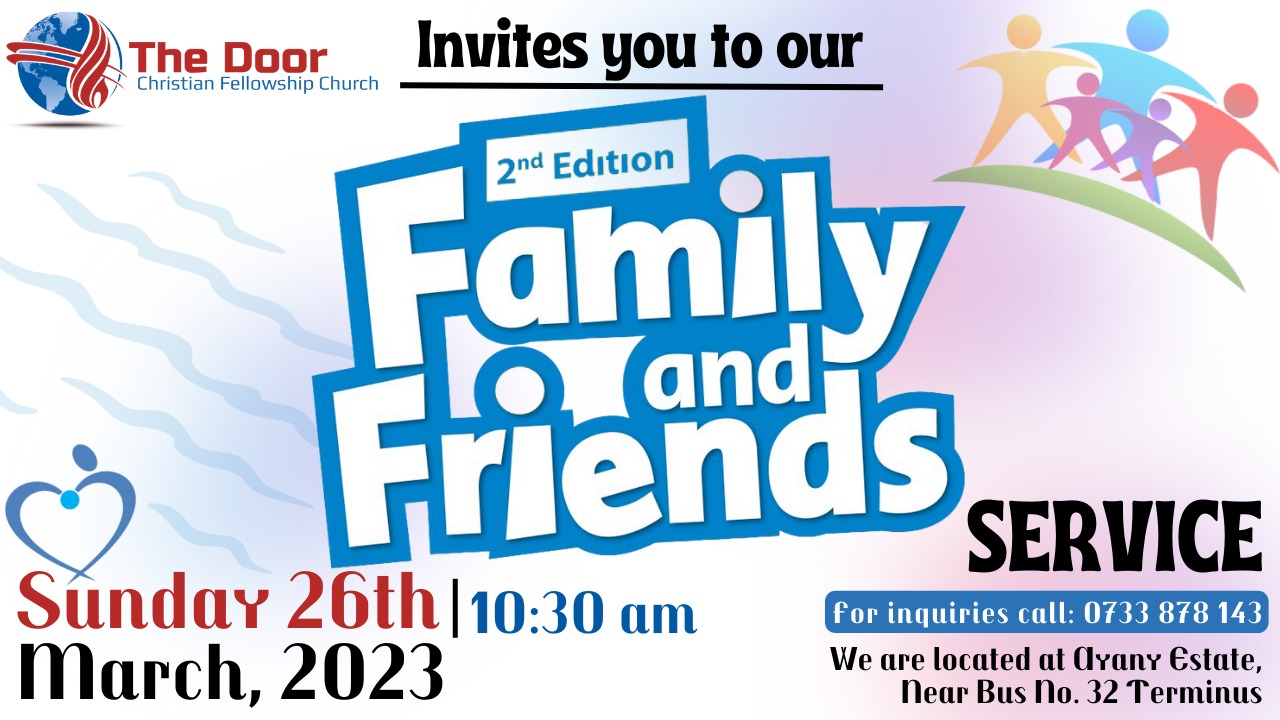 The Door
Christian Fellowship Church
Invites you to our
2nd Edition
Family
and
Friends
SERVICE
Sunday 26th | 10:30 am
March, 2023
For inquiries call: 0733 878 143
We are located at Ayany Estate,
Near Bus No. 32 Terminus